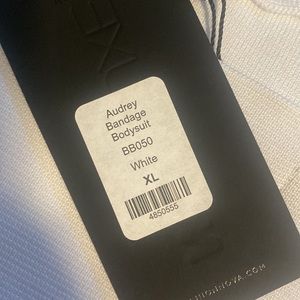 Audrey
Bandage
Bodysuit
BB050
White
XL
4850555